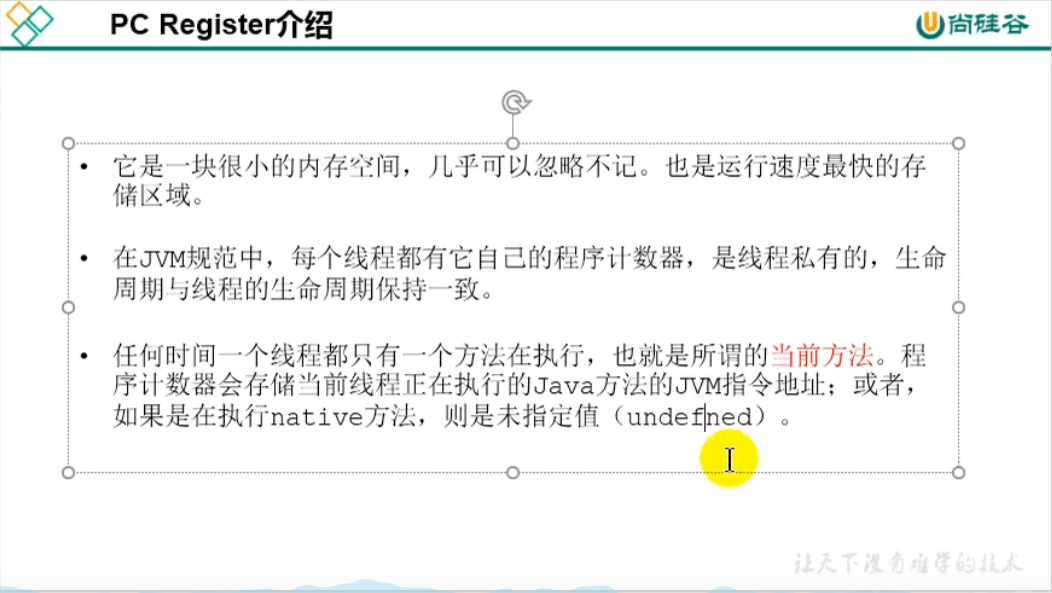 PC Register介绍
尚硅谷
• 它是一块很小的内存空间，几乎可以忽略不记。也是运行速度最快的存
储区域。
• 在JVM规范中，每个线程都有它自己的程序计数器，是线程私有的，生命
周期与线程的生命周期保持一致。
• 任何时间一个线程都只有一个方法在执行，也就是所谓的当前方法。程
序计数器会存储当前线程正在执行的Java方法的JVM指令地址；或者，
如果是在执行native方法，则是未指定值（undefned）。
让天下没有难学的技术